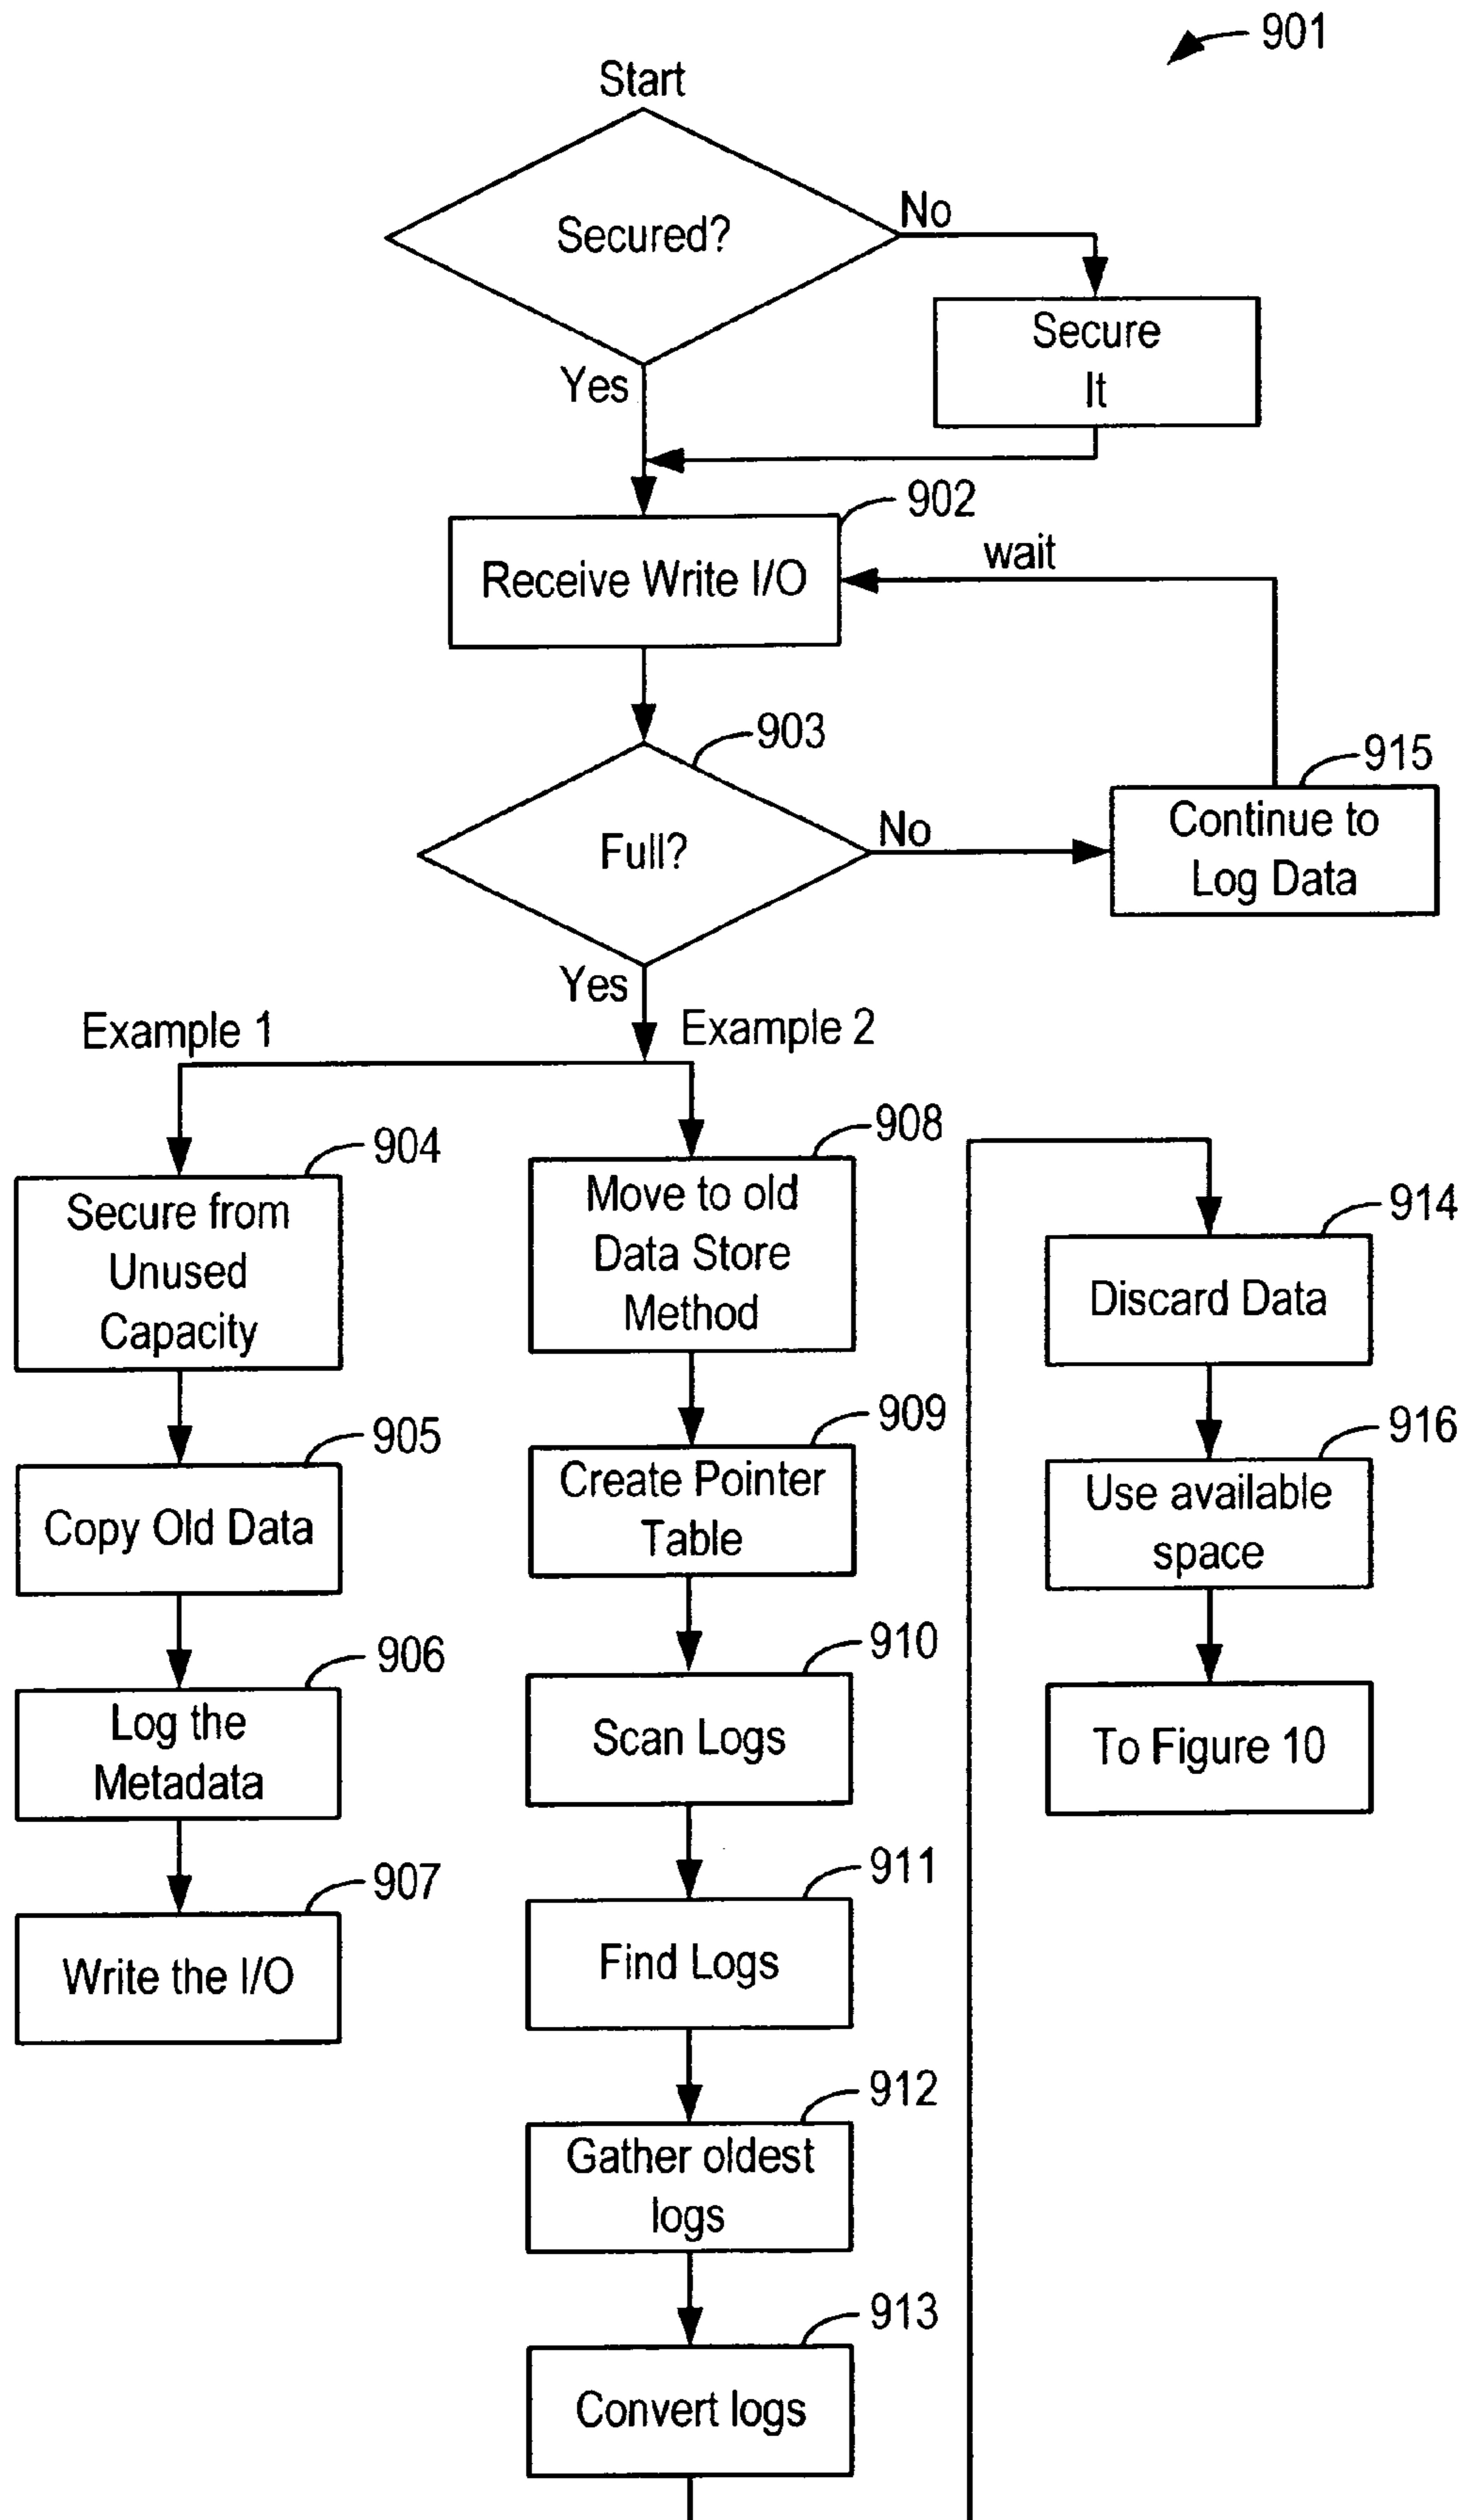 901
Start
Secured?
No
Secure
It
Yes
902
Receive Write I/O
wait
903
Full?
No
915
Continue to
Log Data
Yes
Example 1
Example 2
904
Secure from
Unused
Capacity
905
Copy Old Data
906
Log the
Metadata
907
Write the I/O
908
Move to old
Data Store
Method
909
Create Pointer
Table
910
Scan Logs
911
Find Logs
912
Gather oldest
logs
913
Convert logs
914
Discard Data
916
Use available
space
To Figure 10